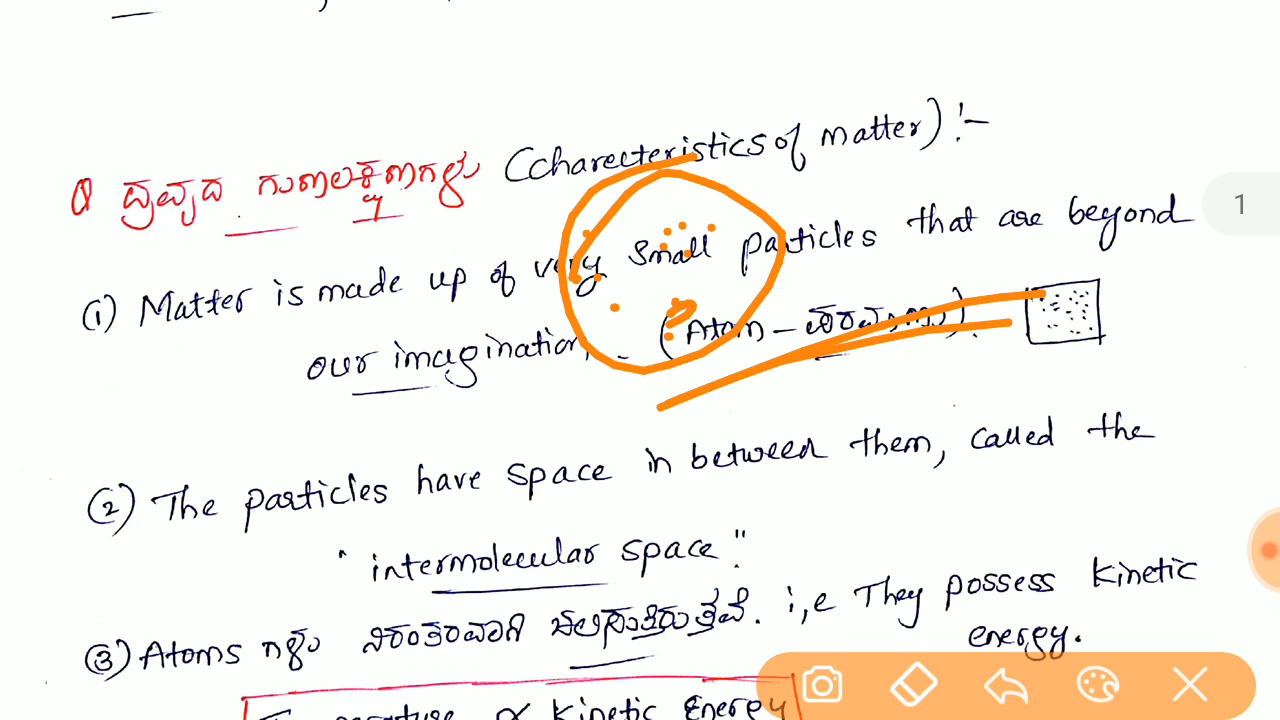 ದ್ರವ್ಯದ ಗುಣಲಕ್ಷಣಗಳು (Charecteristics of matter) :-
1
(1) Matter is made up of very small particles that are beyond
our imagination. (Atom - ಪರಮಾಣು).
(2) The particles have space in between them, called the
"intermolecular space".
(3) Atoms ಗಳು ನಿರಂತರವಾಗಿ ಚಲಿಸುತ್ತಿರುತ್ತವೆ. i,e They possess kinetic
energy.
∝ kinetic Energy